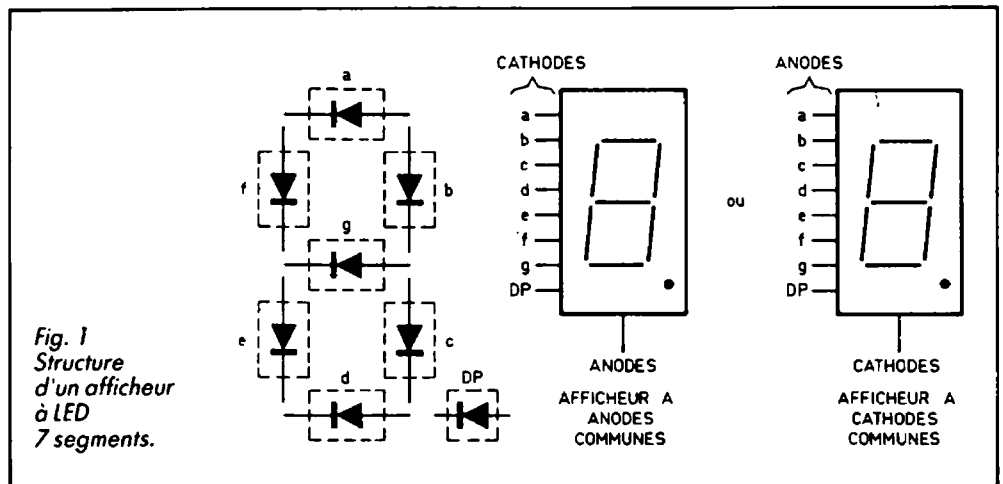 a
f
b
g
e
c
d
DP
CATHODES
a
b
c
d
e
f
g
DP
ANODES
AFFICHEUR A
ANODES
COMMUNES
ou
ANODES
a
b
c
d
e
f
g
DP
CATHODES
AFFICHEUR A
CATHODES
COMMUNES
Fig. 1
Structure
d'un afficheur
à LED
7 segments.